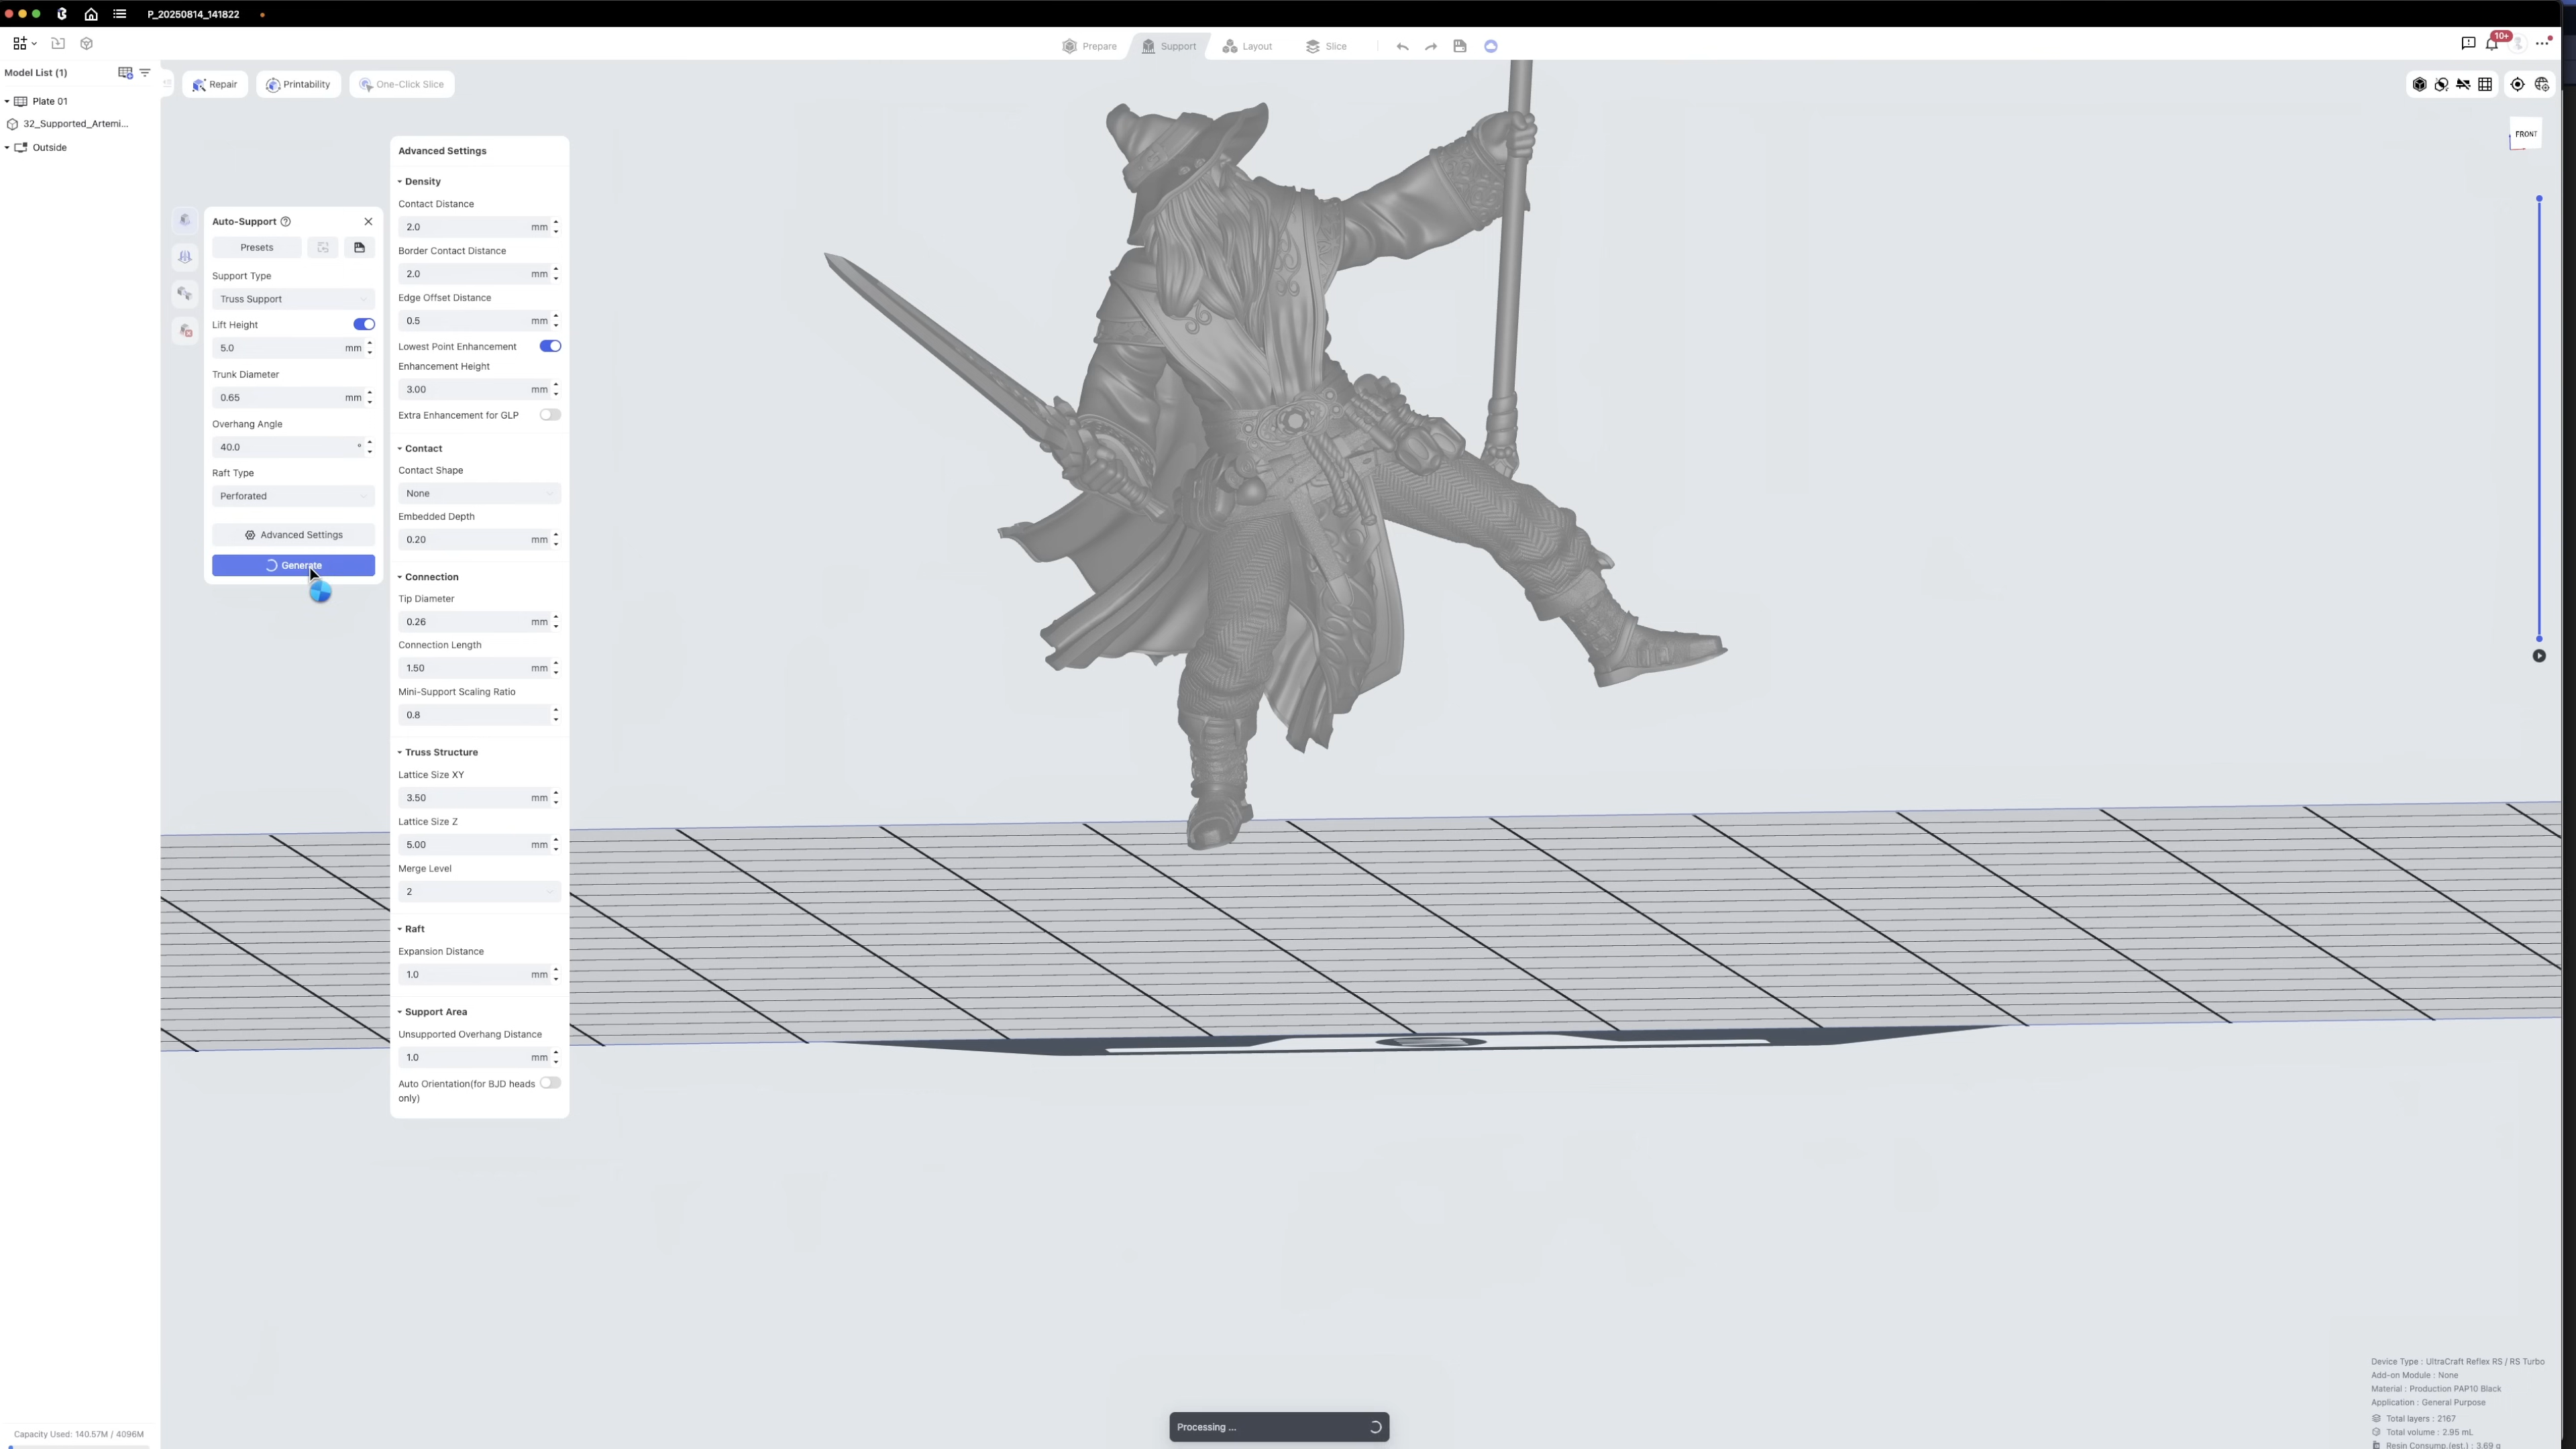 P_20250814_141822
Prepare
Support
Layout
Slice
10+
Model List (1)
Repair
Printability
One-Click Slice
Plate 01
32_Supported_Artemi...
Outside
FRONT
Auto-Support
Presets
Support Type
Truss Support
Lift Height
5.0 mm
Trunk Diameter
0.65 mm
Overhang Angle
40.0 °
Raft Type
Perforated
Advanced Settings
Generate
Advanced Settings
Density
Contact Distance
2.0 mm
Border Contact Distance
2.0 mm
Edge Offset Distance
0.5 mm
Lowest Point Enhancement
Enhancement Height
3.00 mm
Extra Enhancement for GLP
Contact
Contact Shape
None
Embedded Depth
0.20 mm
Connection
Tip Diameter
0.26 mm
Connection Length
1.50 mm
Mini-Support Scaling Ratio
0.8
Truss Structure
Lattice Size XY
3.50 mm
Lattice Size Z
5.00 mm
Merge Level
2
Raft
Expansion Distance
1.0 mm
Support Area
Unsupported Overhang Distance
1.0 mm
Auto Orientation(for BJD heads
only)
Device Type : UltraCraft Reflex RS / RS Turbo
Add-on Module : None
Material : Production PAP10 Black
Application : General Purpose
Total layers : 2167
Total volume : 2.95 mL
Resin Consump.(est.) : 3.69 g
Processing ...
Capacity Used: 140.57M / 4096M